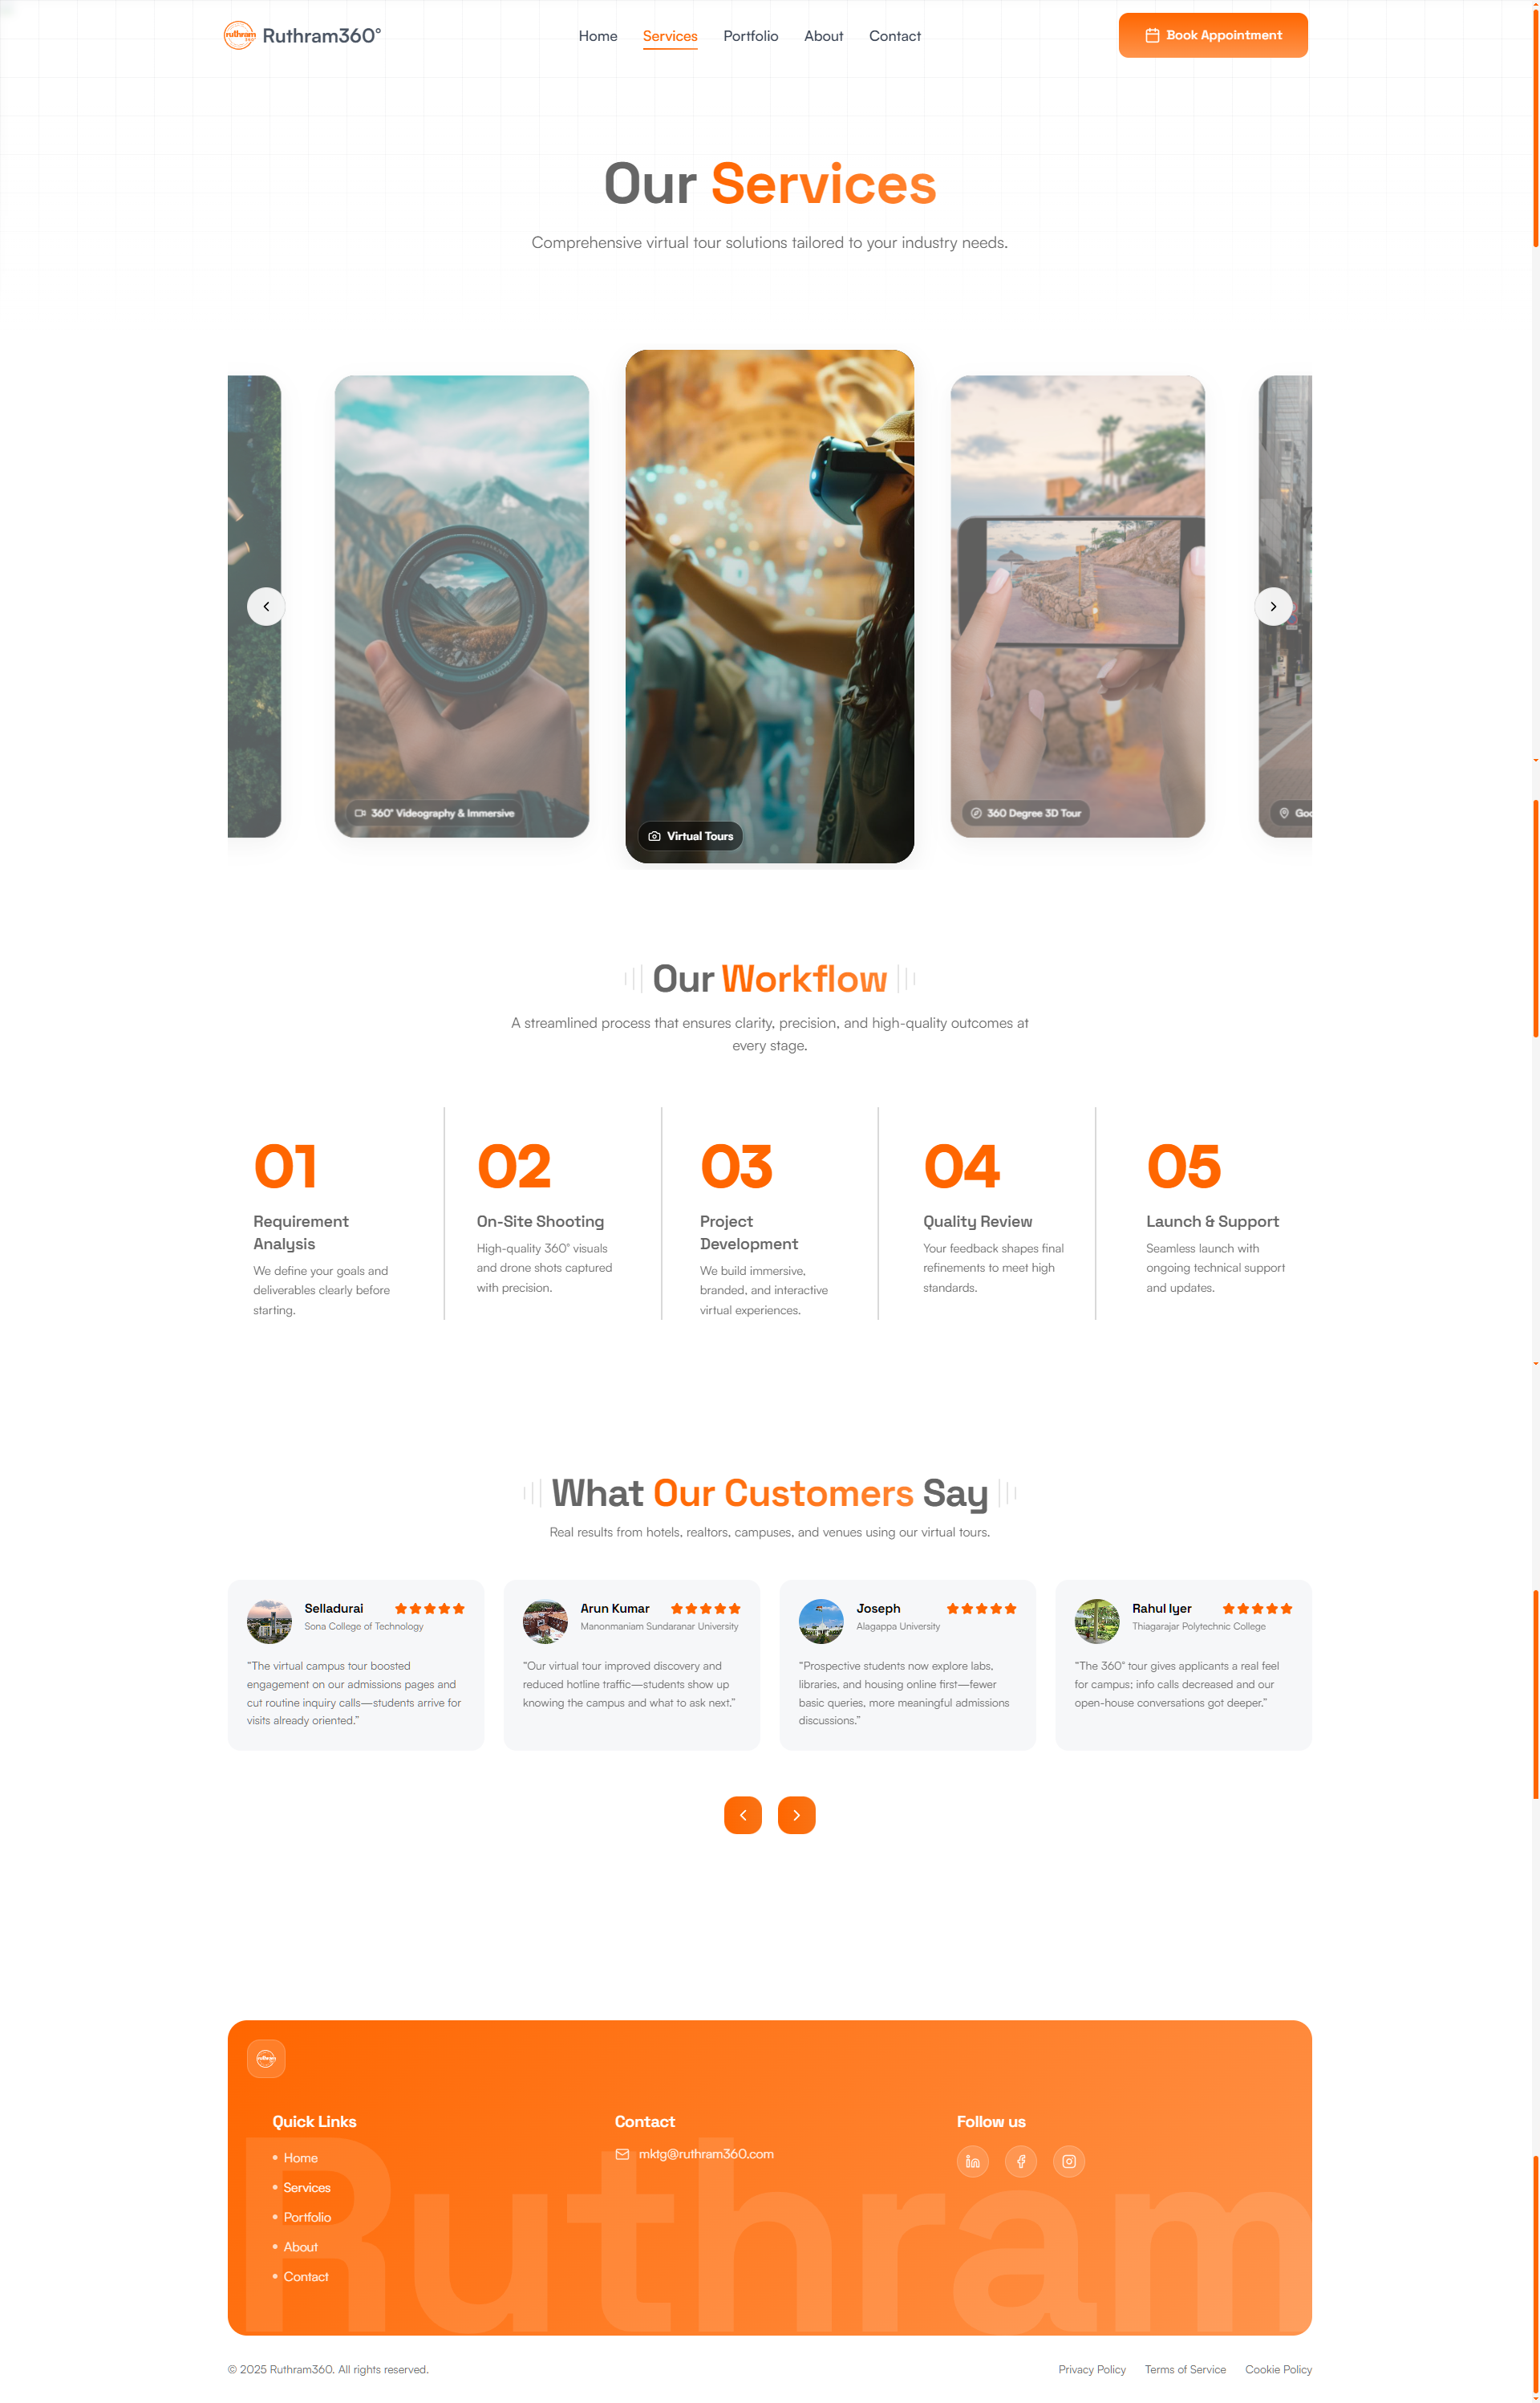 ruthram
Ruthram360°
Home
Services
Portfolio
About
Contact
Book Appointment
Our Services
Comprehensive virtual tour solutions tailored to your industry needs.
360° Videography & Immersive
Virtual Tours
360 Degree 3D Tour
Our Workflow
A streamlined process that ensures clarity, precision, and high-quality outcomes at
every stage.
01
Requirement
Analysis
We define your goals and
deliverables clearly before
starting.
02
On-Site Shooting
High-quality 360° visuals
and drone shots captured
with precision.
03
Project
Development
We build immersive,
branded, and interactive
virtual experiences.
04
Quality Review
Your feedback shapes final
refinements to meet high
standards.
05
Launch & Support
Seamless launch with
ongoing technical support
and updates.
What Our Customers Say
Real results from hotels, realtors, campuses, and venues using our virtual tours.
Selladurai
Sona College of Technology
“The virtual campus tour boosted
engagement on our admissions pages and
cut routine inquiry calls—students arrive for
visits already oriented.”
Arun Kumar
Manonmaniam Sundaranar University
“Our virtual tour improved discovery and
reduced hotline traffic—students show up
knowing the campus and what to ask next.”
Joseph
Alagappa University
“Prospective students now explore labs,
libraries, and housing online first—fewer
basic queries, more meaningful admissions
discussions.”
Rahul Iyer
Thiagarajar Polytechnic College
“The 360° tour gives applicants a real feel
for campus; info calls decreased and our
open-house conversations got deeper.”
ruthram
Quick Links
Home
Services
Portfolio
About
Contact
Contact
mktg@ruthram360.com
Follow us
Ruthram
© 2025 Ruthram360. All rights reserved.
Privacy Policy
Terms of Service
Cookie Policy